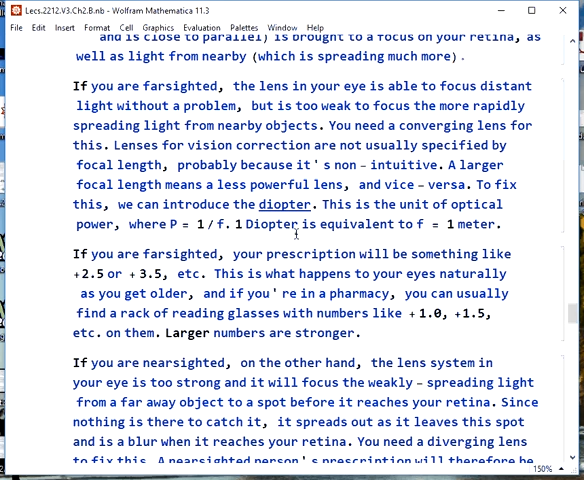 Lecs.2212.V3.Ch2.B.nb - Wolfram Mathematica 11.3
File Edit Insert Format Cell Graphics Evaluation Palettes Window Help
and is close to parallel) is brought to a focus on your retina, as
well as light from nearby (which is spreading much more).
If you are farsighted, the lens in your eye is able to focus distant
light without a problem, but is too weak to focus the more rapidly
spreading light from nearby objects. You need a converging lens for
this. Lenses for vision correction are not usually specified by
focal length, probably because it's non-intuitive. A larger
focal length means a less powerful lens, and vice-versa. To fix
this, we can introduce the diopter. This is the unit of optical
power, where P = 1/f. 1 Diopter is equivalent to f = 1 meter.
If you are farsighted, your prescription will be something like
+2.5 or +3.5, etc. This is what happens to your eyes naturally
as you get older, and if you're in a pharmacy, you can usually
find a rack of reading glasses with numbers like +1.0, +1.5,
etc. on them. Larger numbers are stronger.
If you are nearsighted, on the other hand, the lens system in
your eye is too strong and it will focus the weakly-spreading light
from a far away object to a spot before it reaches your retina. Since
nothing is there to catch it, it spreads out as it leaves this spot
and is a blur when it reaches your retina. You need a diverging lens
to fix this. A nearsighted person's prescription will therefore be
150%